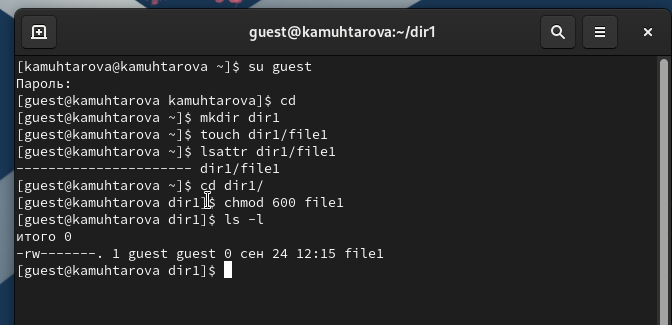 guest@kamuhtarova:~/dir1
[kamuhtarova@kamuhtarova ~]$ su guest
Пароль:
[guest@kamuhtarova kamuhtarova]$ cd
[guest@kamuhtarova ~]$ mkdir dir1
[guest@kamuhtarova ~]$ touch dir1/file1
[guest@kamuhtarova ~]$ lsattr dir1/file1
---------------------- dir1/file1
[guest@kamuhtarova ~]$ cd dir1/
[guest@kamuhtarova dir1]$ chmod 600 file1
[guest@kamuhtarova dir1]$ ls -l
итого 0
-rw-------. 1 guest guest 0 сен 24 12:15 file1
[guest@kamuhtarova dir1]$